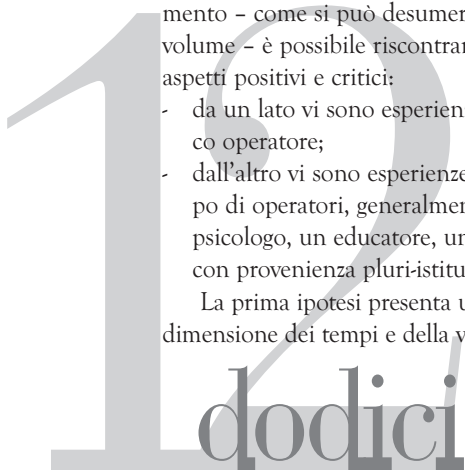 mento – come si può desumer
volume – è possibile riscontrar
aspetti positivi e critici:
- da un lato vi sono esperien
co operatore;
- dall'altro vi sono esperienze
po di operatori, generalmen
psicologo, un educatore, un
con provenienza pluri-istitu
La prima ipotesi presenta u
dimensione dei tempi e della v
12
dodici